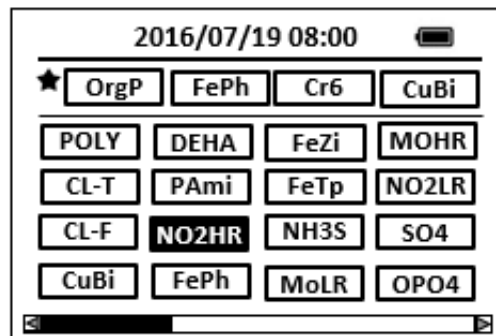 2016/07/19 08:00
OrgP FePh Cr6 CuBi
POLY DEHA FeZi MOHR
CL-T PAmi FeTp NO2LR
CL-F NO2HR NH3S SO4
CuBi FePh MoLR OPO4